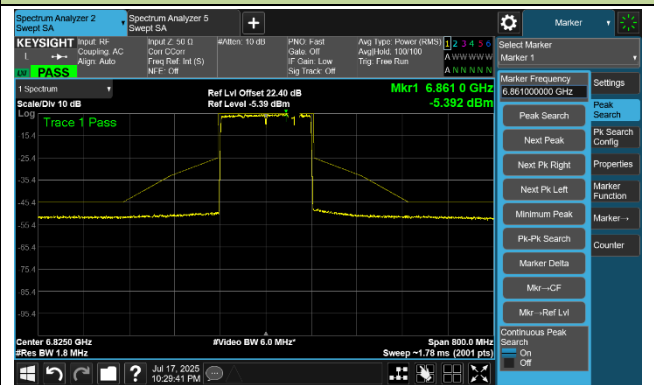 Spectrum Analyzer 2
Swept SA
Spectrum Analyzer 5
Swept SA
Marker
KEYSIGHT
L
PASS
Input: RF
Coupling: AC
Align: Auto
Input Z: 50 Ω
Corr CCorr
Freq Ref: Int (S)
NFE: Off
#Atten: 10 dB
PNO: Fast
Gate: Off
IF Gain: Low
Sig Track: Off
Avg Type: Power (RMS)
Avg|Hold: 100/100
Trig: Free Run
1 2 3 4 5 6
A W W W W W
A N N N N N
Select Marker
Marker 1
1 Spectrum
Scale/Div 10 dB
Ref Lvl Offset 22.40 dB
Ref Level -5.39 dBm
Mkr1 6.861 0 GHz
-5.392 dBm
Log
Trace 1 Pass
-15.4
-25.4
-35.4
-45.4
-55.4
-65.4
-75.4
-85.4
-95.4
Center 6.8250 GHz
#Res BW 1.8 MHz
#Video BW 6.0 MHz*
Span 800.0 MHz
Sweep ~1.78 ms (2001 pts)
Marker Frequency
6.861000000 GHz
Peak Search
Next Peak
Next Pk Right
Next Pk Left
Minimum Peak
Pk-Pk Search
Marker Delta
Mkr→CF
Mkr→Ref Lvl
Continuous Peak
Search
On
Off
Settings
Peak
Search
Pk Search
Config
Properties
Marker
Function
Marker→
Counter
Jul 17, 2025
10:29:41 PM